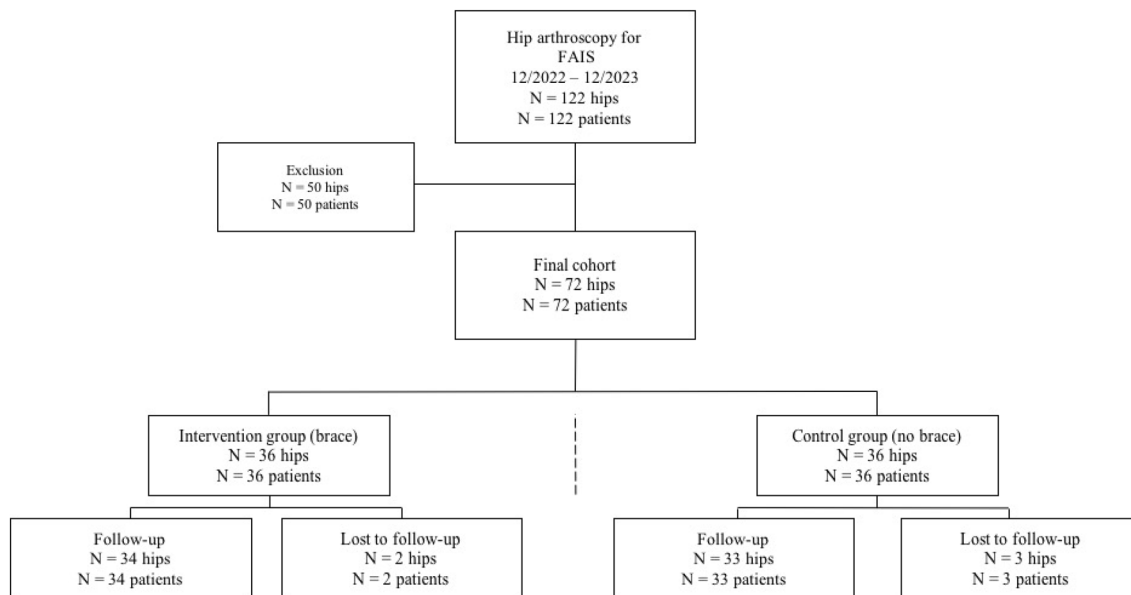 Hip arthroscopy for
FAIS
12/2022 – 12/2023
N = 122 hips
N = 122 patients
Exclusion
N = 50 hips
N = 50 patients
Final cohort
N = 72 hips
N = 72 patients
Intervention group (brace)
N = 36 hips
N = 36 patients
Control group (no brace)
N = 36 hips
N = 36 patients
Follow-up
N = 34 hips
N = 34 patients
Lost to follow-up
N = 2 hips
N = 2 patients
Follow-up
N = 33 hips
N = 33 patients
Lost to follow-up
N = 3 hips
N = 3 patients